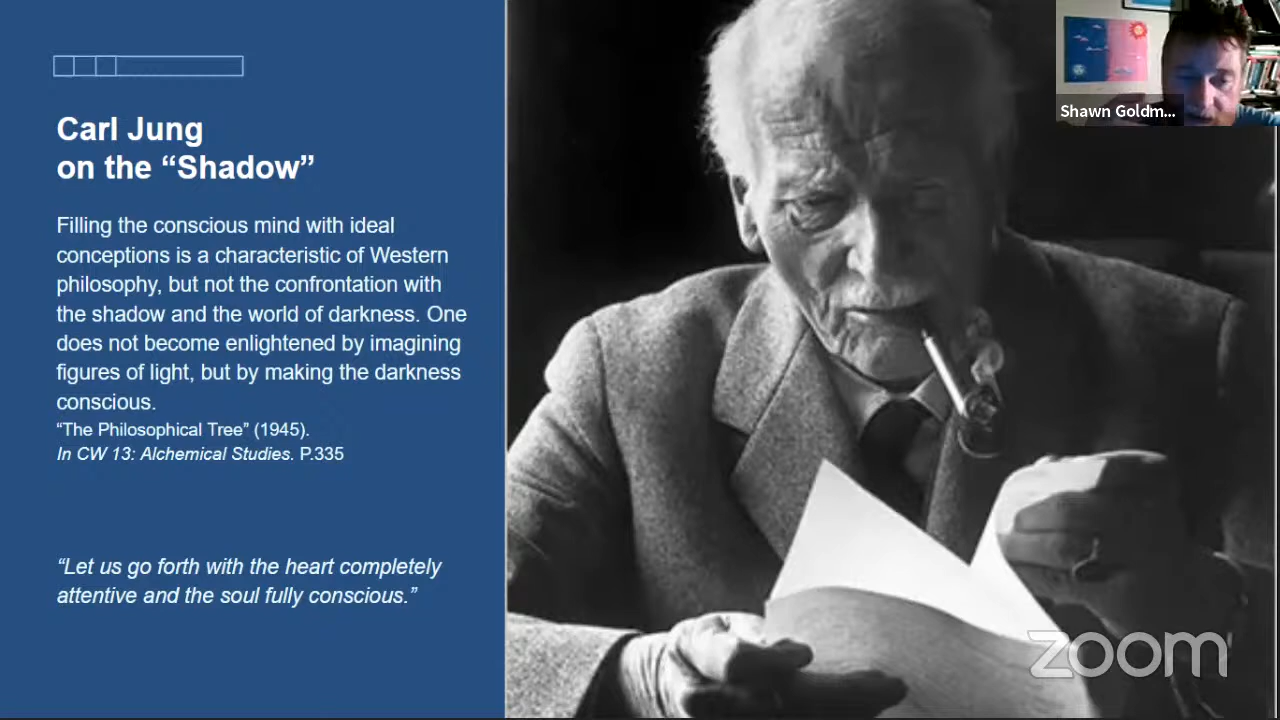 Carl Jung
on the “Shadow”
Filling the conscious mind with ideal
conceptions is a characteristic of Western
philosophy, but not the confrontation with
the shadow and the world of darkness. One
does not become enlightened by imagining
figures of light, but by making the darkness
conscious.
“The Philosophical Tree” (1945).
In CW 13: Alchemical Studies. P.335
“Let us go forth with the heart completely
attentive and the soul fully conscious.”
Shawn Goldm...
zoom